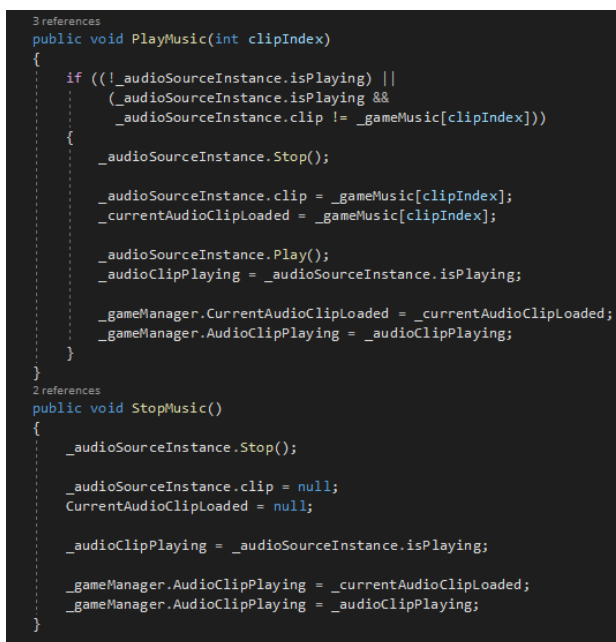 3 references
public void PlayMusic(int clipIndex)
{
if ((!_audioSourceInstance.isPlaying) ||
(_audioSourceInstance.isPlaying &&
_audioSourceInstance.clip != _gameMusic[clipIndex]))
{
_audioSourceInstance.Stop();
_audioSourceInstance.clip = _gameMusic[clipIndex];
_currentAudioClipLoaded = _gameMusic[clipIndex];
_audioSourceInstance.Play();
_audioClipPlaying = _audioSourceInstance.isPlaying;
_gameManager.CurrentAudioClipLoaded = _currentAudioClipLoaded;
_gameManager.AudioClipPlaying = _audioClipPlaying;
}
}
2 references
public void StopMusic()
{
_audioSourceInstance.Stop();
_audioSourceInstance.clip = null;
CurrentAudioClipLoaded = null;
_audioClipPlaying = _audioSourceInstance.isPlaying;
_gameManager.AudioClipPlaying = _currentAudioClipLoaded;
_gameManager.AudioClipPlaying = _audioClipPlaying;
}